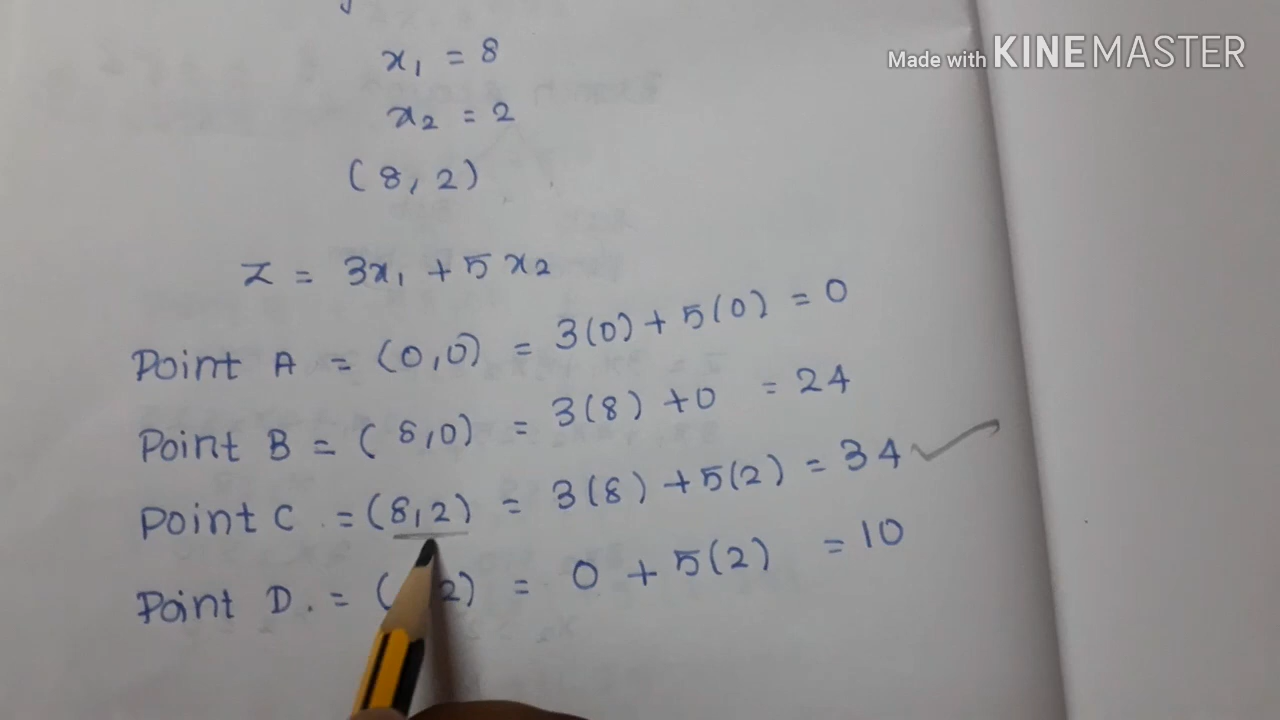 Made with KINEMASTER
x₁ = 8
x₂ = 2
(8, 2)
Z = 3x₁ + 5x₂
Point A = (0,0) = 3(0) + 5(0) = 0
Point B = (8,0) = 3(8) + 0 = 24
Point C = (8,2) = 3(8) + 5(2) = 34 ✓
Point D. = ( 2) = 0 + 5(2) = 10